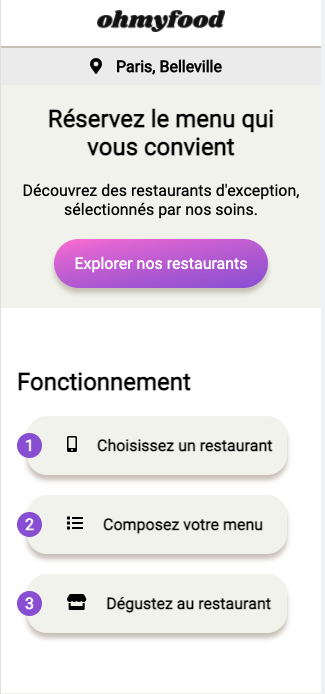 ohmyfood
Paris, Belleville
Réservez le menu qui
vous convient
Découvrez des restaurants d'exception,
sélectionnés par nos soins.
Explorer nos restaurants
Fonctionnement
1 Choisissez un restaurant
2 Composez votre menu
3 Dégustez au restaurant